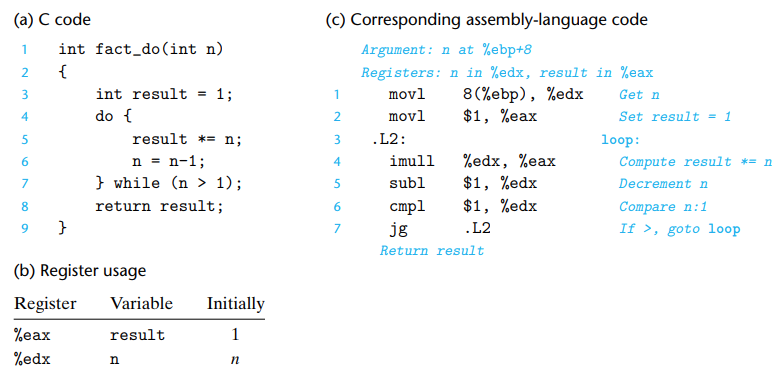 (a) C code
1 int fact_do(int n)
2 {
3 int result = 1;
4 do {
5 result *= n;
6 n = n-1;
7 } while (n > 1);
8 return result;
9 }
(b) Register usage
Register Variable Initially
%eax result 1
%edx n n
(c) Corresponding assembly-language code
Argument: n at %ebp+8
Registers: n in %edx, result in %eax
1 movl 8(%ebp), %edx Get n
2 movl $1, %eax Set result = 1
3 .L2: loop:
4 imull %edx, %eax Compute result *= n
5 subl $1, %edx Decrement n
6 cmpl $1, %edx Compare n:1
7 jg .L2 If >, goto loop
Return result